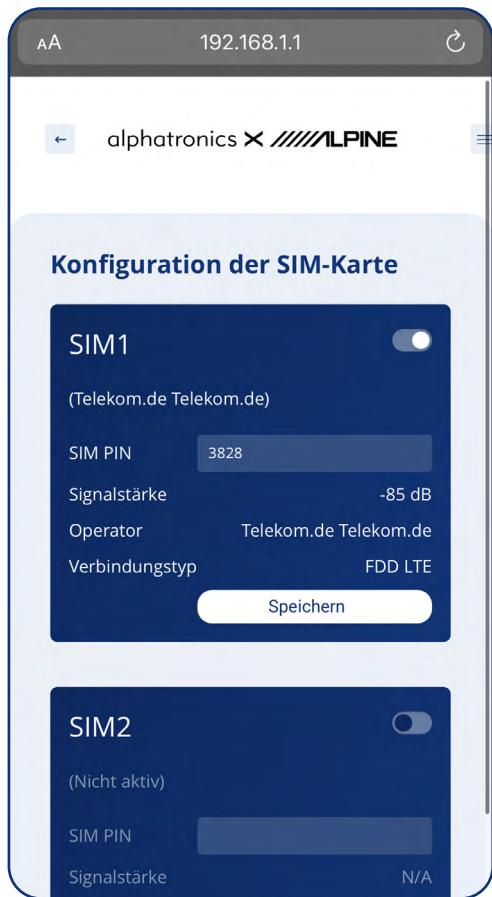 AA 192.168.1.1
alphatronics X ALPINE
Konfiguration der SIM-Karte
SIM1
(Telekom.de Telekom.de)
SIM PIN 3828
Signalstärke -85 dB
Operator Telekom.de Telekom.de
Verbindungstyp FDD LTE
Speichern
SIM2
(Nicht aktiv)
SIM PIN
Signalstärke N/A